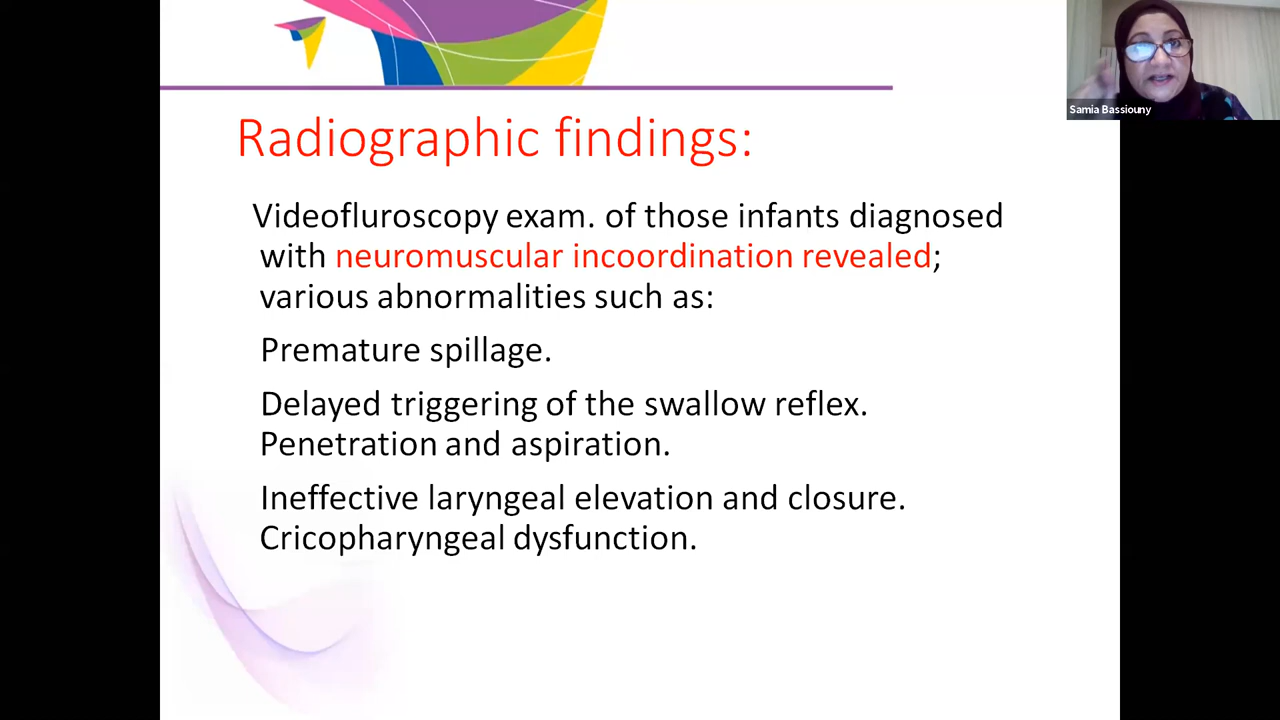 Samia Bassiouny
Radiographic findings:
Videofluroscopy exam. of those infants diagnosed
with neuromuscular incoordination revealed;
various abnormalities such as:
Premature spillage.
Delayed triggering of the swallow reflex.
Penetration and aspiration.
Ineffective laryngeal elevation and closure.
Cricopharyngeal dysfunction.